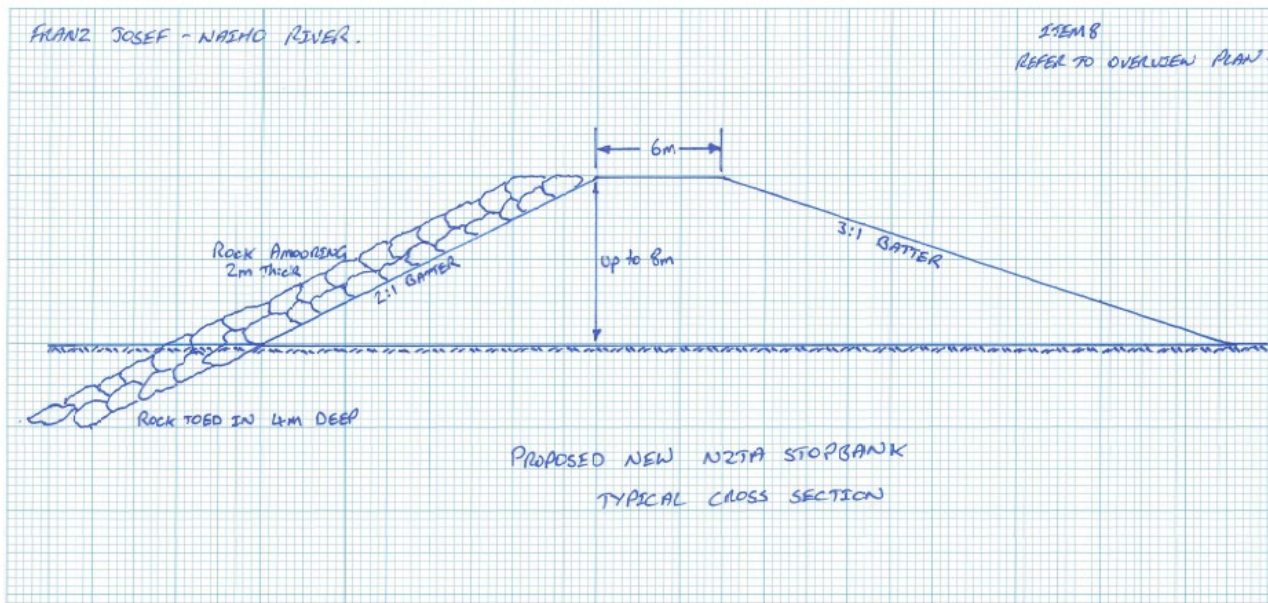 FRANZ JOSEF - WAIHO RIVER.
ITEM 8
REFER TO OVERVIEW PLAN.
6m
ROCK AMOORING
2m THICK
2:1 BATTER
up to 8m
3:1 BATTER
ROCK TOED IN 4m DEEP
PROPOSED NEW NZTA STOPBANK
TYPICAL CROSS SECTION